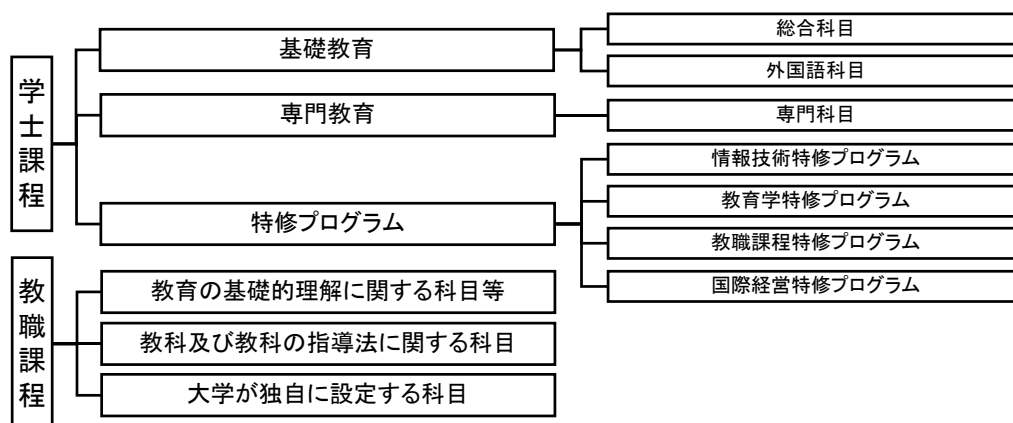 学士課程
基礎教育
総合科目
外国語科目
専門教育
専門科目
特修プログラム
情報技術特修プログラム
教育学特修プログラム
教職課程特修プログラム
国際経営特修プログラム
教職課程
教育の基礎的理解に関する科目等
教科及び教科の指導法に関する科目
大学が独自に設定する科目